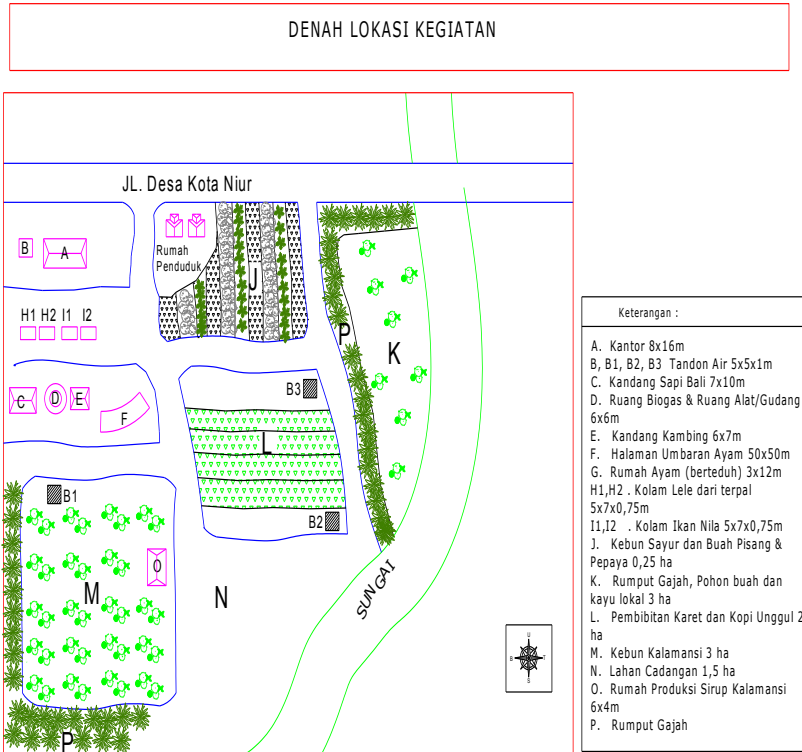 DENAH LOKASI KEGIATAN
JL. Desa Kota Niur
B
A
Rumah
Penduduk
J
H1 H2 I1 I2
P
K
C
D
E
F
B3
L
B1
B2
O
M
N
SUNGAI
P
U
B
T
S
Keterangan :
A. Kantor 8x16m
B, B1, B2, B3 Tandon Air 5x5x1m
C. Kandang Sapi Bali 7x10m
D. Ruang Biogas & Ruang Alat/Gudang
6x6m
E. Kandang Kambing 6x7m
F. Halaman Umbaran Ayam 50x50m
G. Rumah Ayam (berteduh) 3x12m
H1,H2 . Kolam Lele dari terpal
5x7x0,75m
I1,I2 . Kolam Ikan Nila 5x7x0,75m
J. Kebun Sayur dan Buah Pisang &
Pepaya 0,25 ha
K. Rumput Gajah, Pohon buah dan
kayu lokal 3 ha
L. Pembibitan Karet dan Kopi Unggul 2
ha
M. Kebun Kalamansi 3 ha
N. Lahan Cadangan 1,5 ha
O. Rumah Produksi Sirup Kalamansi
6x4m
P. Rumput Gajah